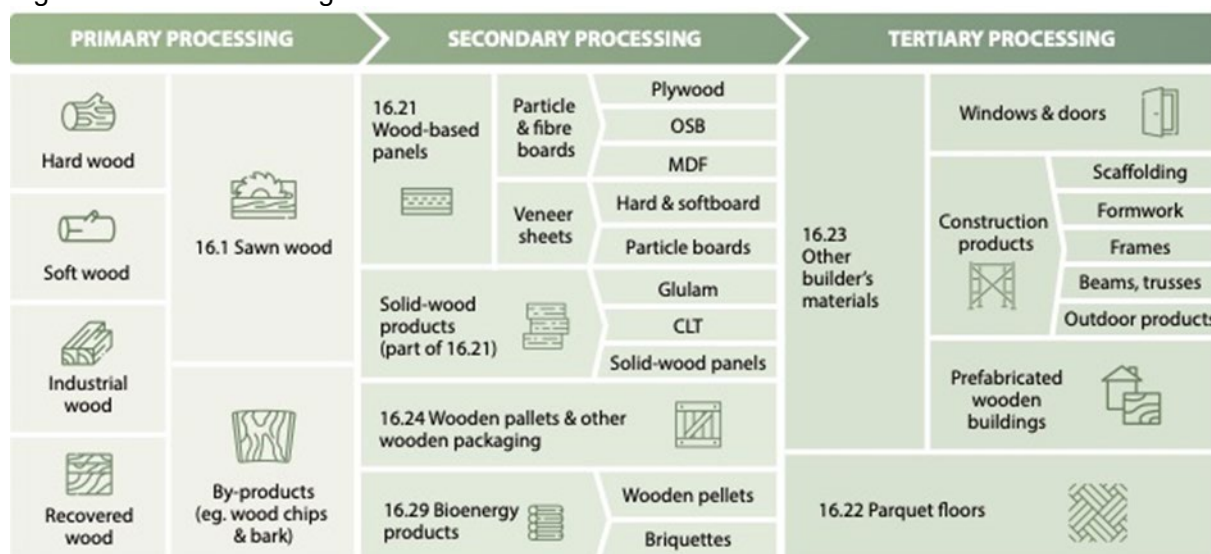 PRIMARY PROCESSING
SECONDARY PROCESSING
TERTIARY PROCESSING
Hard wood
Soft wood
Industrial
wood
Recovered
wood
16.1 Sawn wood
By-products
(eg. wood chips
& bark)
16.21
Wood-based
panels
Particle
& fibre
boards
Plywood
OSB
MDF
Veneer
sheets
Hard & softboard
Particle boards
Solid-wood
products
(part of 16.21)
Glulam
CLT
Solid-wood panels
16.24 Wooden pallets & other
wooden packaging
16.29 Bioenergy
products
Wooden pellets
Briquettes
16.23
Other
builder's
materials
Windows & doors
Construction
products
Scaffolding
Formwork
Frames
Beams, trusses
Outdoor products
Prefabricated
wooden
buildings
16.22 Parquet floors